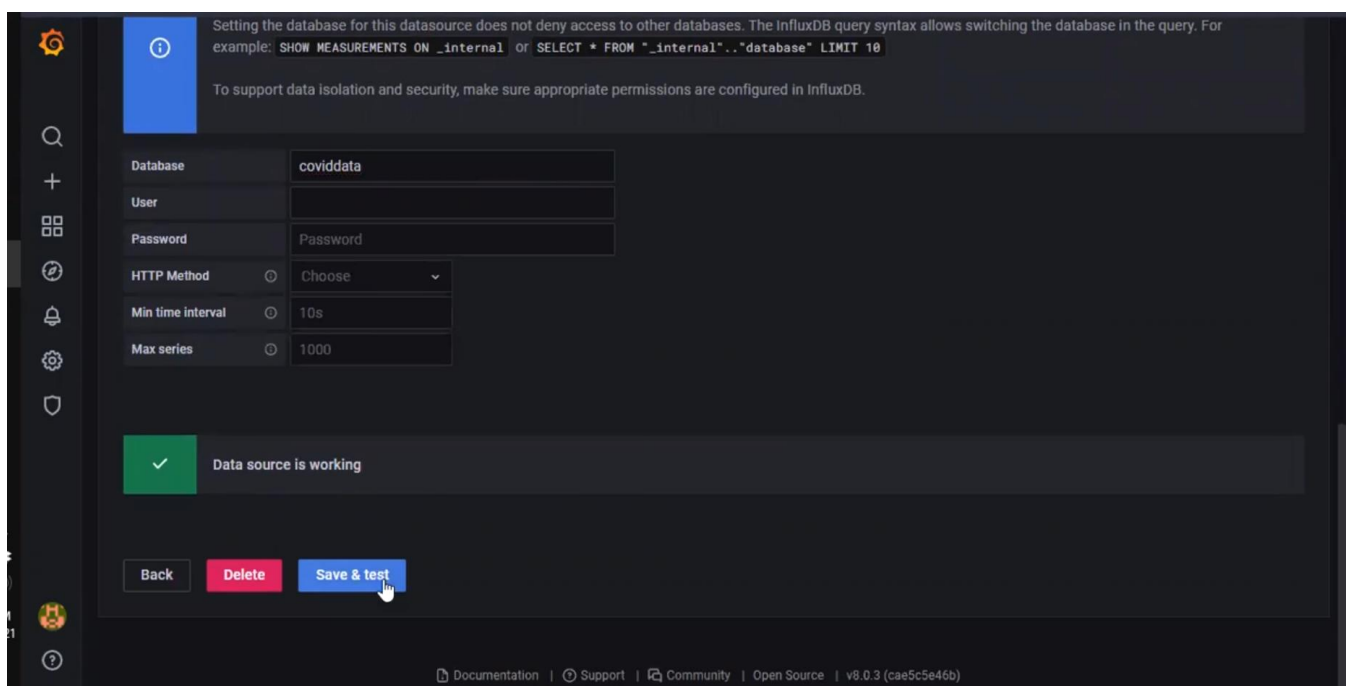 Setting the database for this datasource does not deny access to other databases. The InfluxDB query syntax allows switching the database in the query. For
example: SHOW MEASUREMENTS ON _internal or SELECT * FROM "_internal".."database" LIMIT 10
To support data isolation and security, make sure appropriate permissions are configured in InfluxDB.
Database coviddata
User
Password Password
HTTP Method Choose
Min time interval 10s
Max series 1000
Data source is working
Back Delete Save & test
21
Documentation | Support | Community | Open Source | v8.0.3 (cae5c5e46b)